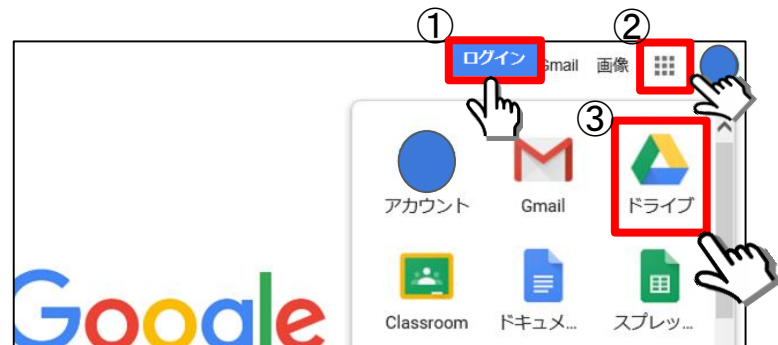 ① ②
ログイン Gmail 画像
③
アカウント Gmail ドライブ
Google
Classroom ドキュメ... スプレッ...